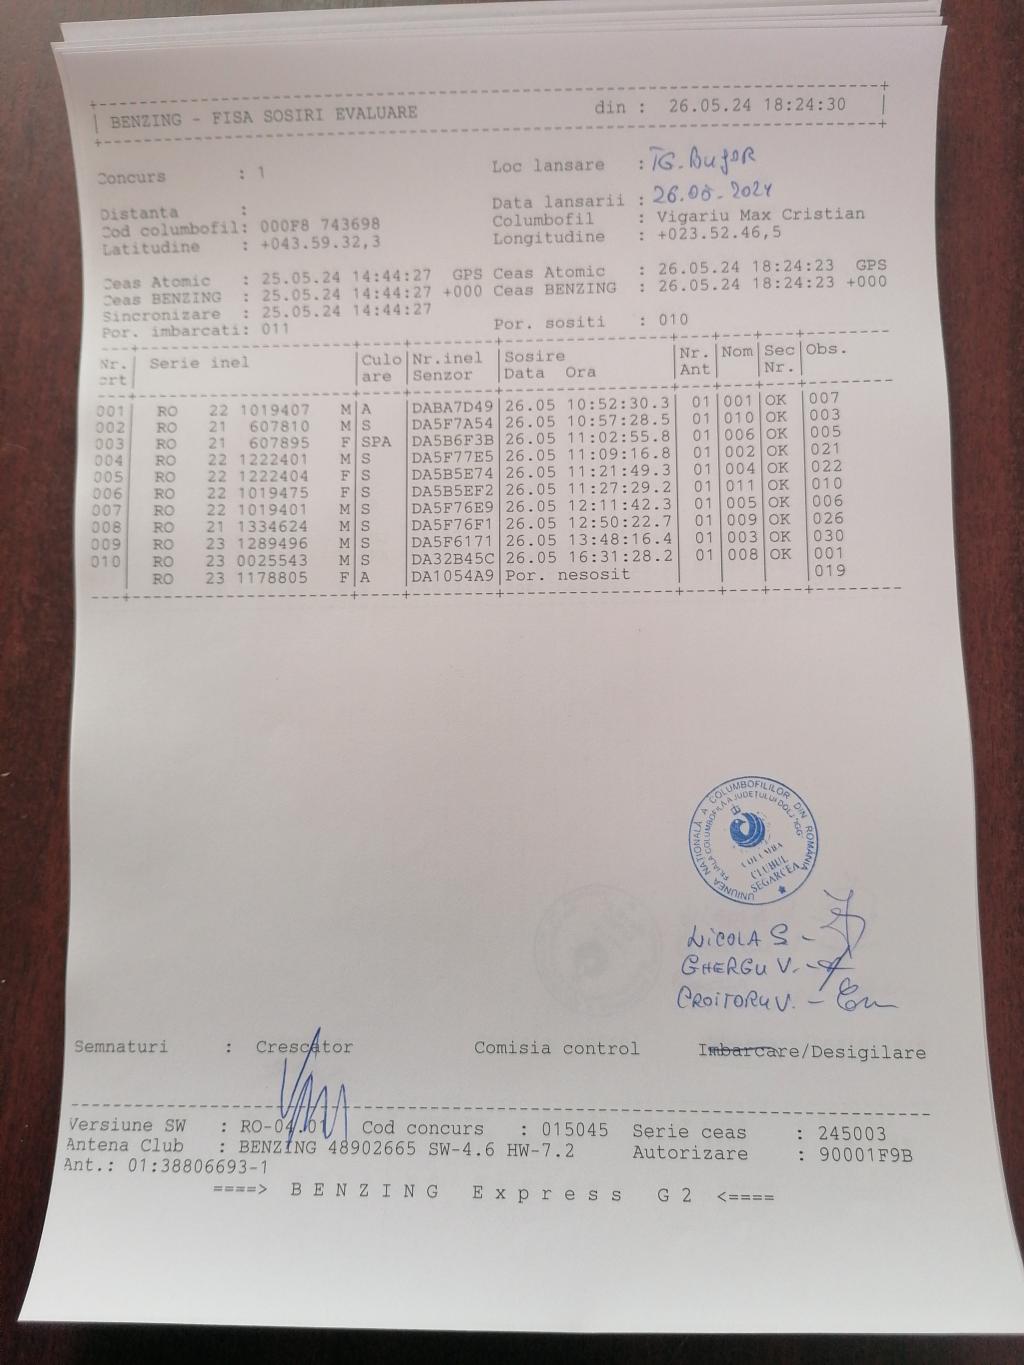 BENZING - FISA SOSIRI EVALUARE din : 26.05.24 18:24:30
Concurs : 1 Loc lansare : TG. Bujor
Data lansarii : 26.05-2024
Distanta : Columbofil : Vigariu Max Cristian
Cod columbofil: 000F8 743698 Longitudine : +023.52.46,5
Latitudine : +043.59.32,3
Ceas Atomic : 25.05.24 14:44:27 GPS Ceas Atomic : 26.05.24 18:24:23 GPS
Ceas BENZING : 25.05.24 14:44:27 +000 Ceas BENZING : 26.05.24 18:24:23 +000
Sincronizare : 25.05.24 14:44:27
Por. imbarcati: 011 Por. sositi : 010
Nr. Serie inel Culo Nr.inel Sosire Nr. Nom Sec Obs.
crt are Senzor Data Ora Ant Nr.
001 RO 22 1019407 M A DABA7D49 26.05 10:52:30.3 01 001 OK 007
002 RO 21 607810 M S DA5F7A54 26.05 10:57:28.5 01 010 OK 003
003 RO 21 607895 F SPA DA5B6F3B 26.05 11:02:55.8 01 006 OK 005
004 RO 22 1222401 M S DA5F77E5 26.05 11:09:16.8 01 002 OK 021
005 RO 22 1222404 F S DA5B5E74 26.05 11:21:49.3 01 004 OK 022
006 RO 22 1019475 F S DA5B5EF2 26.05 11:27:29.2 01 011 OK 010
007 RO 22 1019401 M S DA5F76E9 26.05 12:11:42.3 01 005 OK 006
008 RO 21 1334624 M S DA5F76F1 26.05 12:50:22.7 01 009 OK 026
009 RO 23 1289496 M S DA5F6171 26.05 13:48:16.4 01 003 OK 030
010 RO 23 0025543 M S DA32B45C 26.05 16:31:28.2 01 008 OK 001
RO 23 1178805 F A DA1054A9 Por. nesosit 019
UNIUNEA NAȚIONALĂ A COLUMBOFILILOR DIN ROMÂNIA
FILIALA COLUMBOFILĂ A JUDEȚULUI DOLJ
COLUMBA
CLUBUL
SEGARCEA
NICOLA S -
GHERGU V. -
CROITORU V. -
Semnaturi : Crescator Comisia control Imbarcare/Desigilare
Versiune SW : RO-04.01 Cod concurs : 015045 Serie ceas : 245003
Antena Club : BENZING 48902665 SW-4.6 HW-7.2 Autorizare : 90001F9B
Ant.: 01:38806693-1
====> B E N Z I N G E x p r e s s G 2 <====